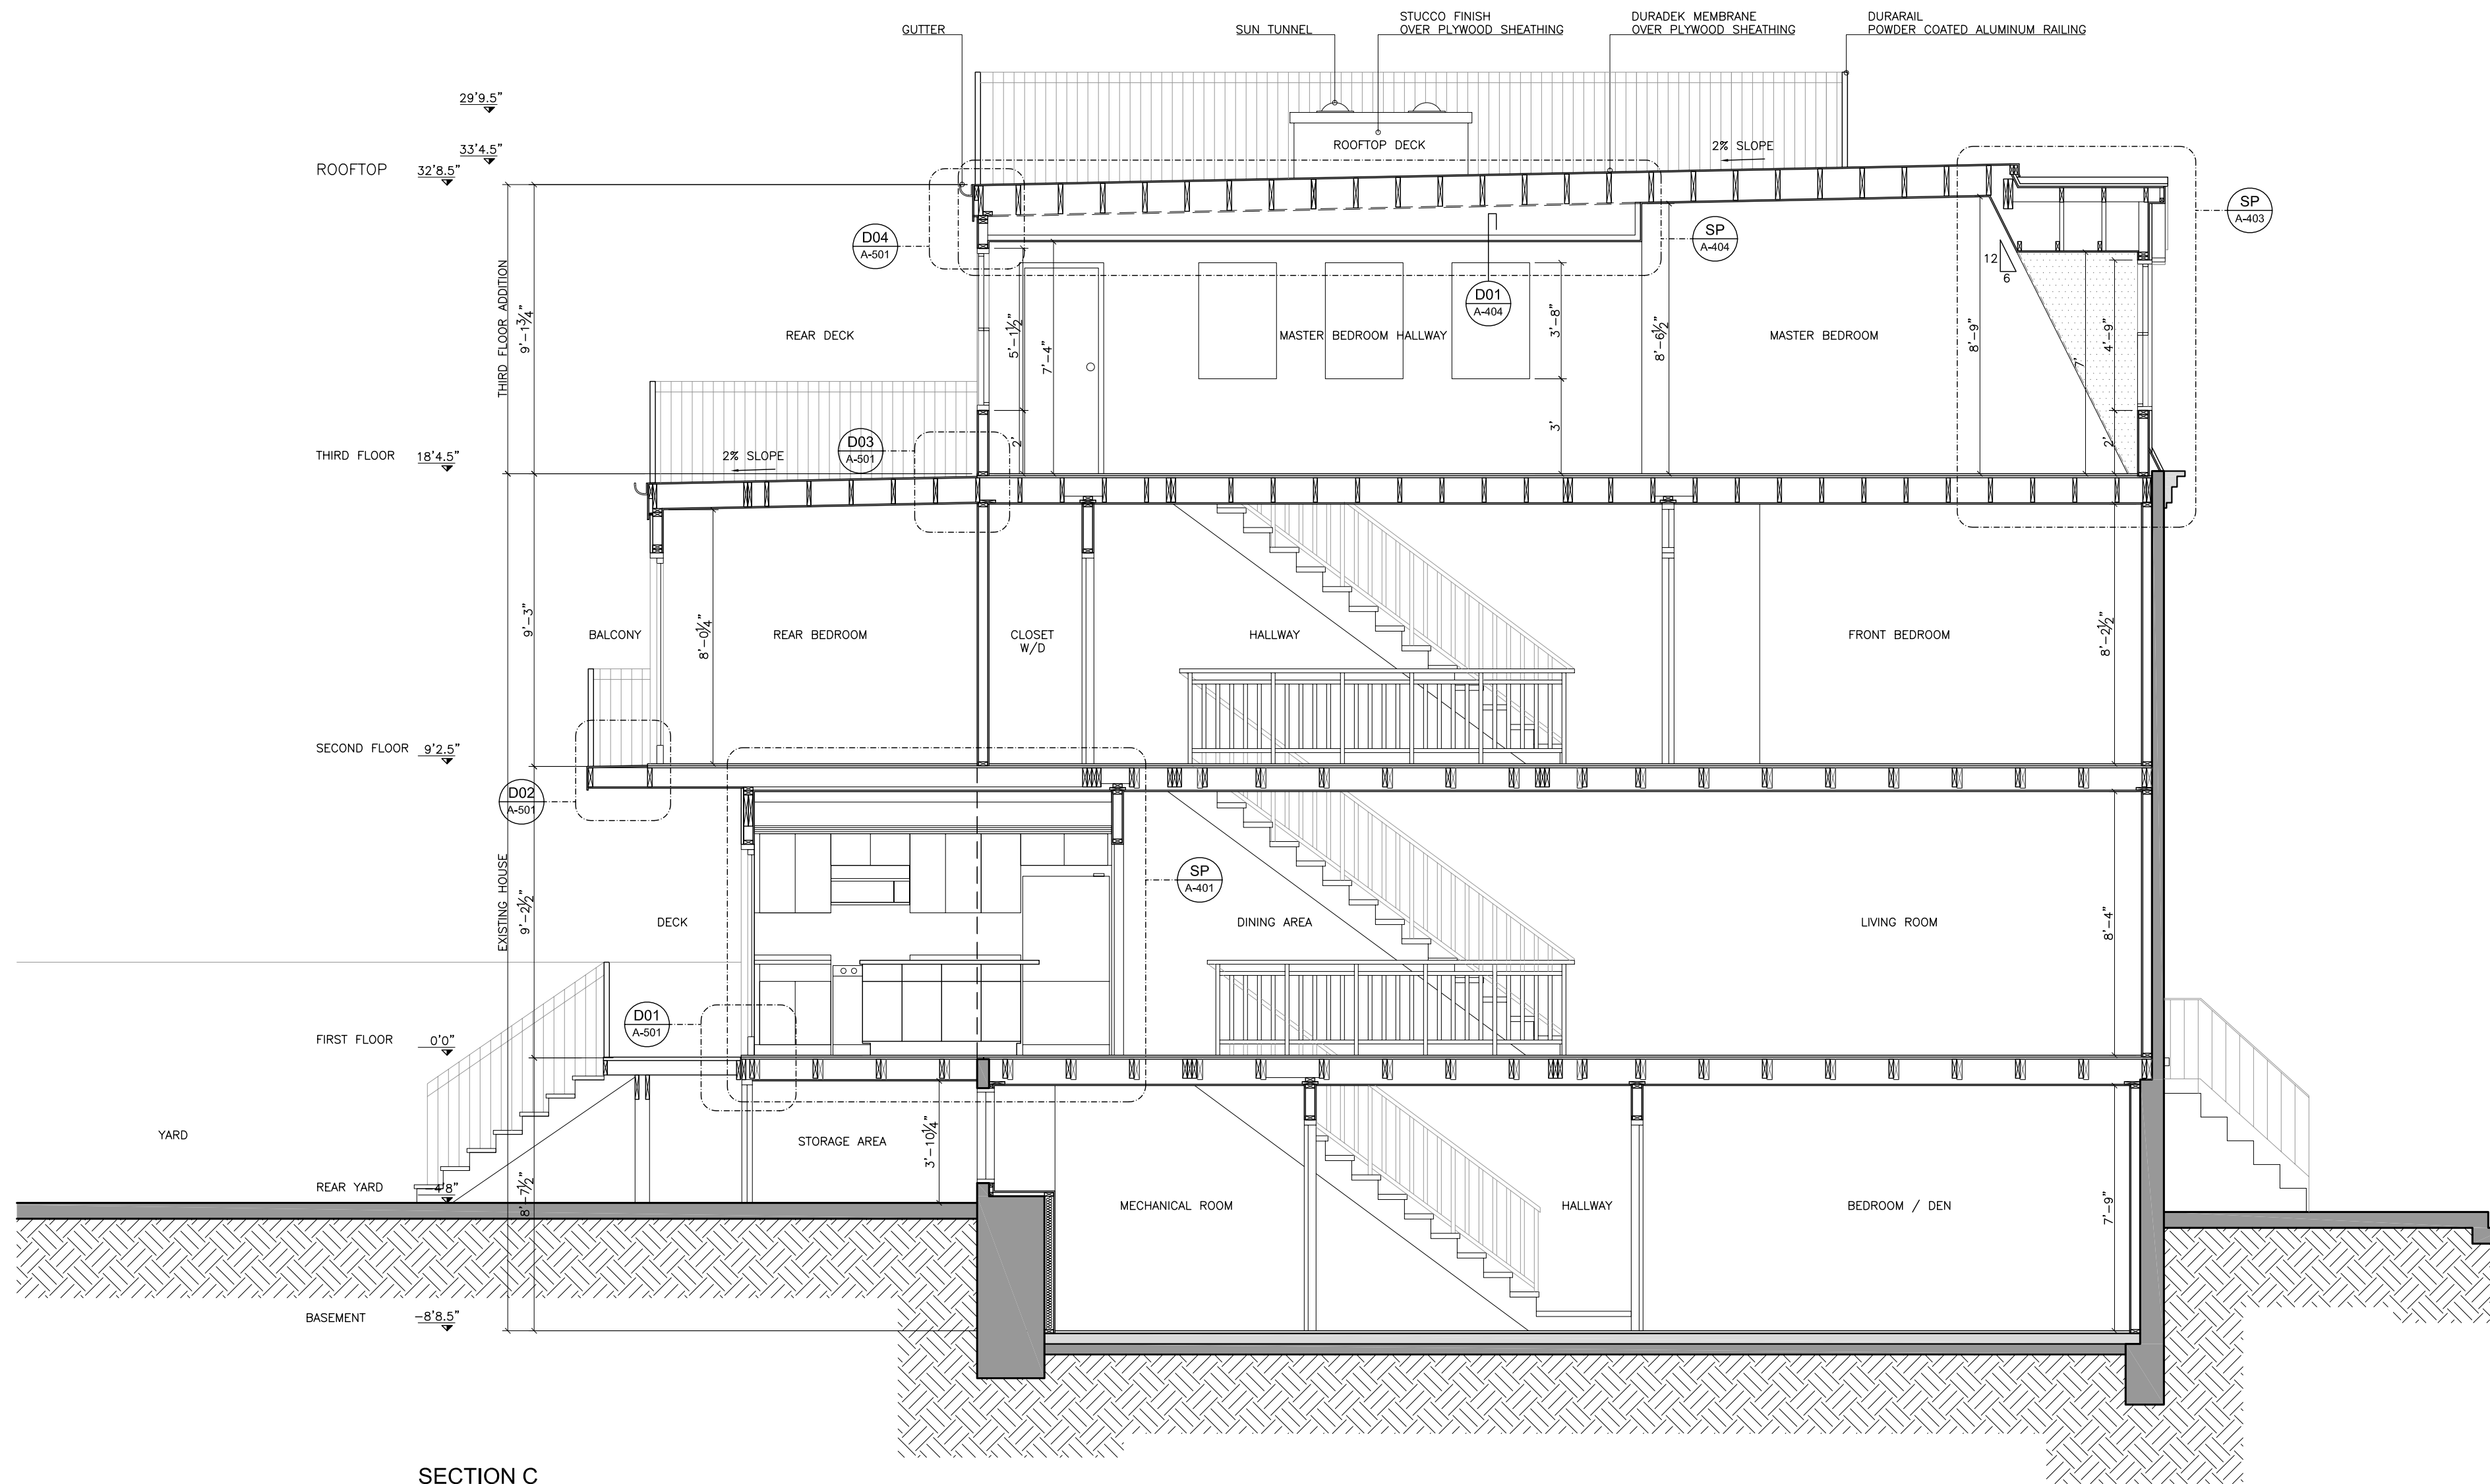 GUTTER
SUN TUNNEL
STUCCO FINISH
OVER PLYWOOD SHEATHING
DURADEK MEMBRANE
OVER PLYWOOD SHEATHING
DURARAIL
POWDER COATED ALUMINUM RAILING
29'9.5"
33'4.5"
ROOFTOP 32'8.5"
ROOFTOP DECK
2% SLOPE
D04
A-501
SP
A-404
SP
A-403
D01
A-404
12
6
THIRD FLOOR ADDITION
9'-1¾"
REAR DECK
5'-1½"
7'-4"
2'
MASTER BEDROOM HALLWAY
3'-8"
3'
8'-6½"
MASTER BEDROOM
8'-9"
7'
4'-9"
2'
D03
A-501
2% SLOPE
THIRD FLOOR 18'4.5"
9'-3"
BALCONY
8'-0¼"
REAR BEDROOM
CLOSET
W/D
HALLWAY
FRONT BEDROOM
8'-2½"
SECOND FLOOR 9'2.5"
D02
A-501
EXISTING HOUSE
9'-2½"
DECK
SP
A-401
DINING AREA
LIVING ROOM
8'-4"
D01
A-501
FIRST FLOOR 0'0"
YARD
STORAGE AREA
3'-10¼"
REAR YARD -4'8"
8'-7½"
MECHANICAL ROOM
HALLWAY
BEDROOM / DEN
7'-9"
BASEMENT -8'8.5"
SECTION C